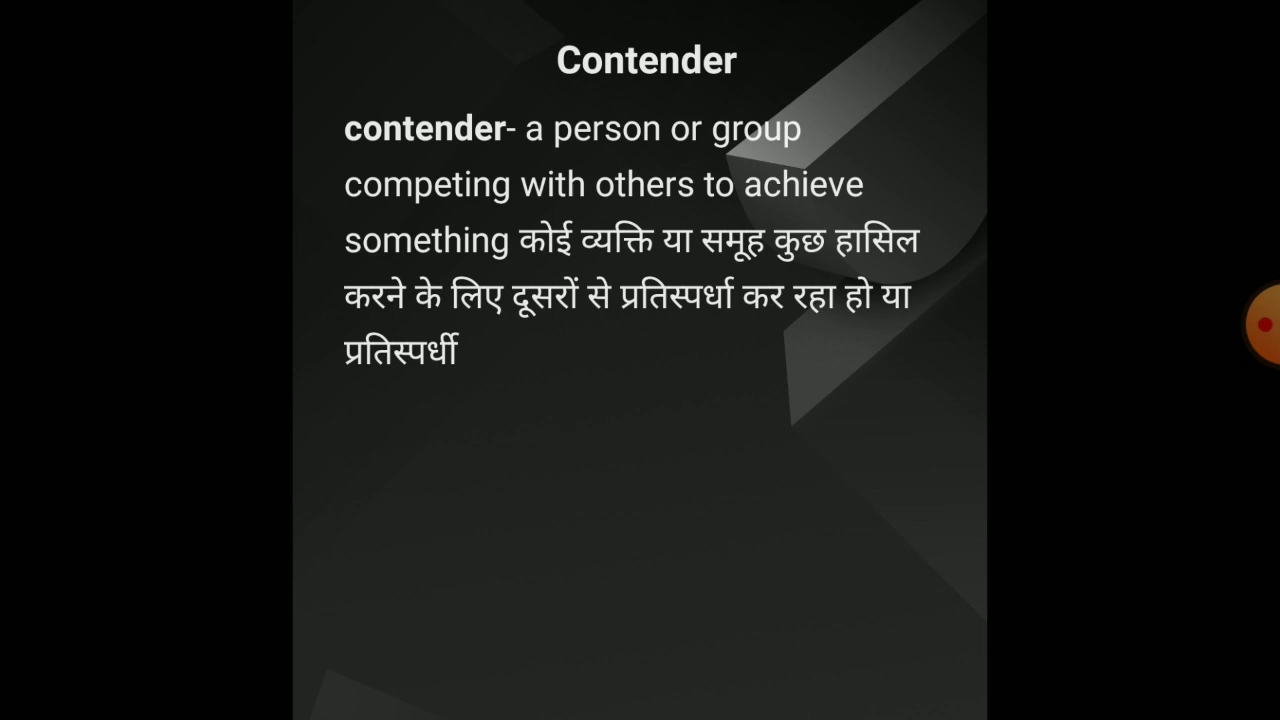 Contender
contender- a person or group
competing with others to achieve
something कोई व्यक्ति या समूह कुछ हासिल
करने के लिए दूसरों से प्रतिस्पर्धा कर रहा हो या
प्रतिस्पर्धी